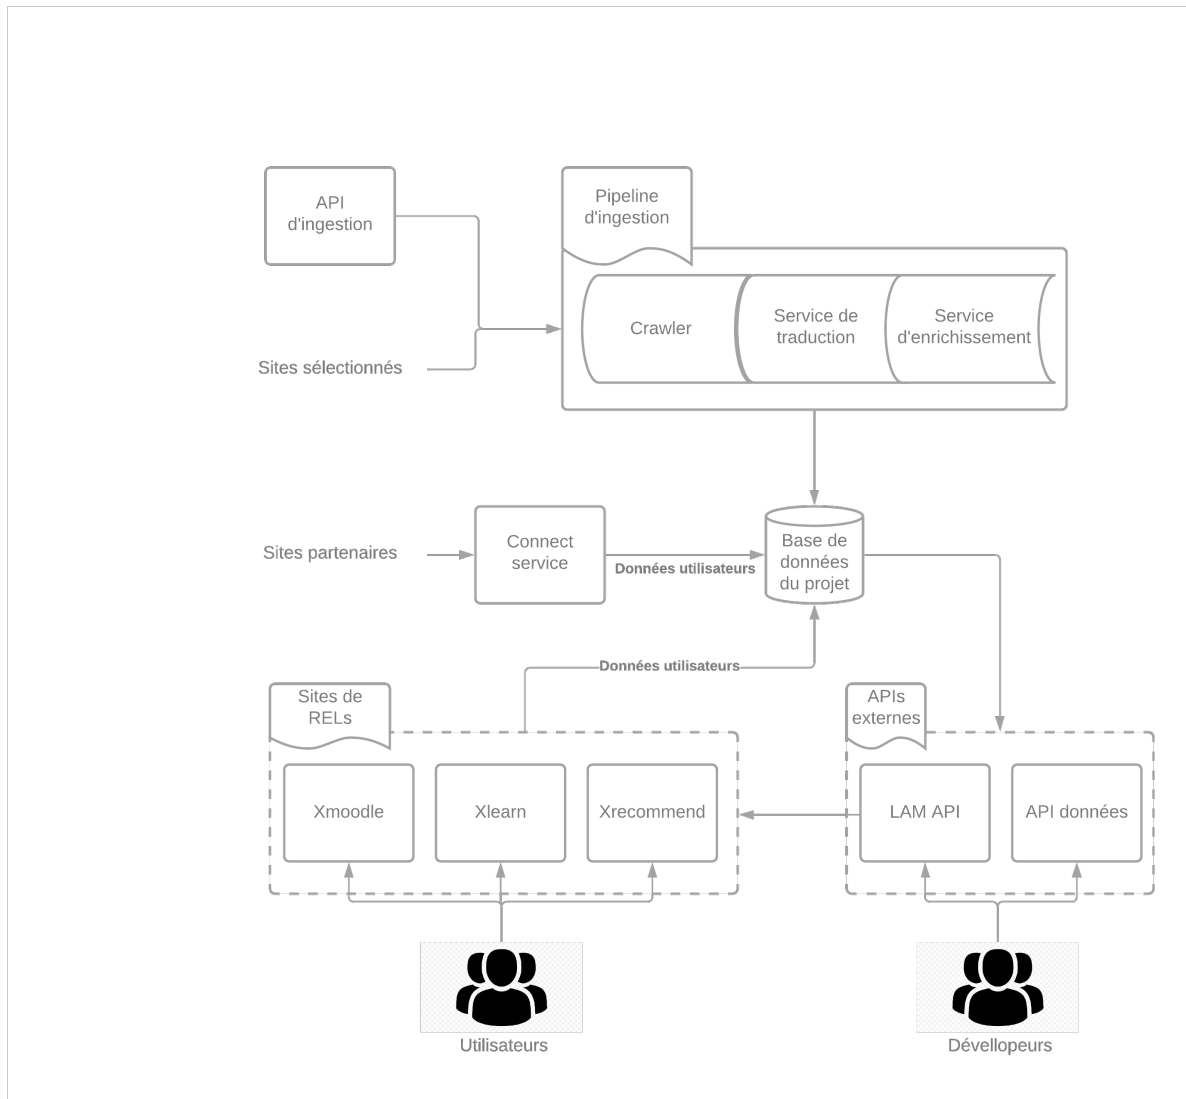 API
d'ingestion
Pipeline
d'ingestion
Crawler
Service de
traduction
Service
d'enrichissement
Sites sélectionnés
Sites partenaires
Connect
service
Données utilisateurs
Base de
données
du projet
Données utilisateurs
Sites de
RELs
APIs
externes
Xmoodle
Xlearn
Xrecommend
LAM API
API données
Utilisateurs
Dévellopeurs